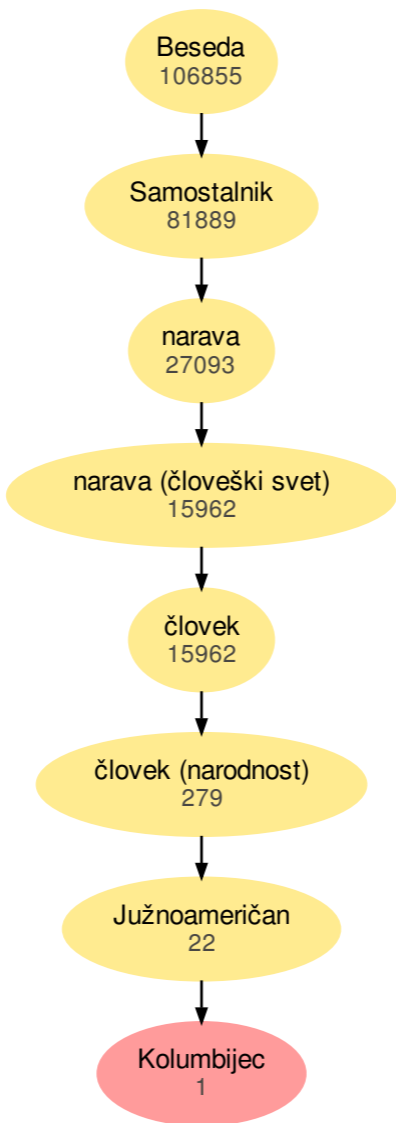 Beseda
106855
Samostalnik
81889
narava
27093
narava (človeški svet)
15962
človek
15962
človek (narodnost)
279
Južnoameričan
22
Kolumbijec
1